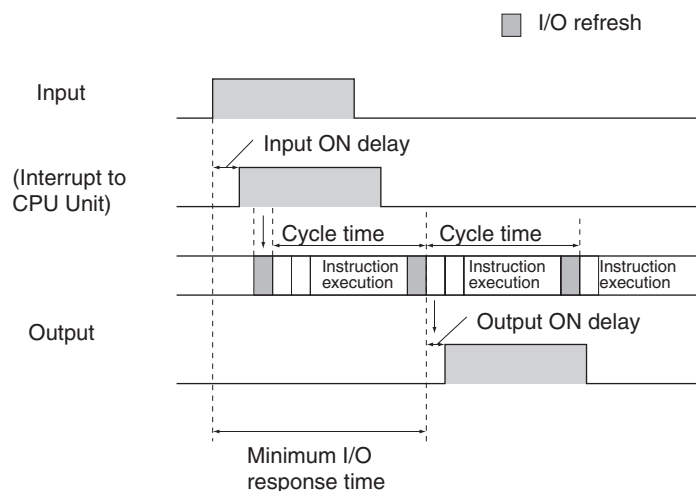 I/O refresh
Input
Input ON delay
(Interrupt to
CPU Unit)
Cycle time
Cycle time
Instruction
execution
Instruction
execution
Instruction
execution
Output ON delay
Output
Minimum I/O
response time